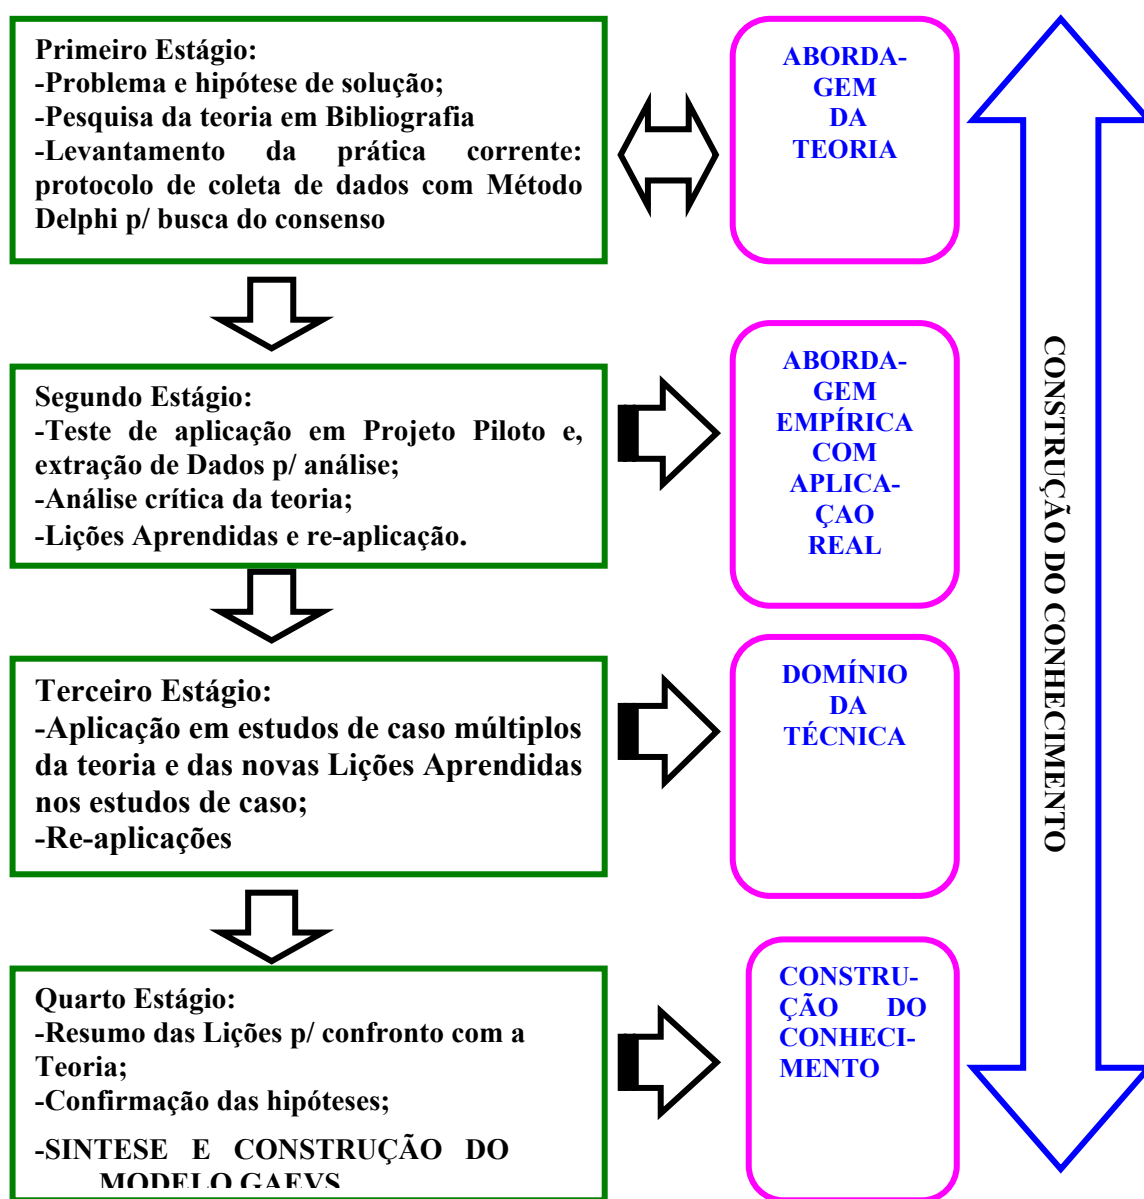 Primeiro Estágio:
-Problema e hipótese de solução;
-Pesquisa da teoria em Bibliografia
-Levantamento da prática corrente:
protocolo de coleta de dados com Método
Delphi p/ busca do consenso
ABORDA-
GEM
DA
TEORIA
Segundo Estágio:
-Teste de aplicação em Projeto Piloto e,
extração de Dados p/ análise;
-Análise crítica da teoria;
-Lições Aprendidas e re-aplicação.
ABORDA-
GEM
EMPÍRICA
COM
APLICA-
ÇAO
REAL
Terceiro Estágio:
-Aplicação em estudos de caso múltiplos
da teoria e das novas Lições Aprendidas
nos estudos de caso;
-Re-aplicações
DOMÍNIO
DA
TÉCNICA
Quarto Estágio:
-Resumo das Lições p/ confronto com a
Teoria;
-Confirmação das hipóteses;
-SINTESE E CONSTRUÇÃO DO
MODELO GAEVS
CONSTRU-
ÇÃO DO
CONHECI-
MENTO
CONSTRUÇÃO DO CONHECIMENTO